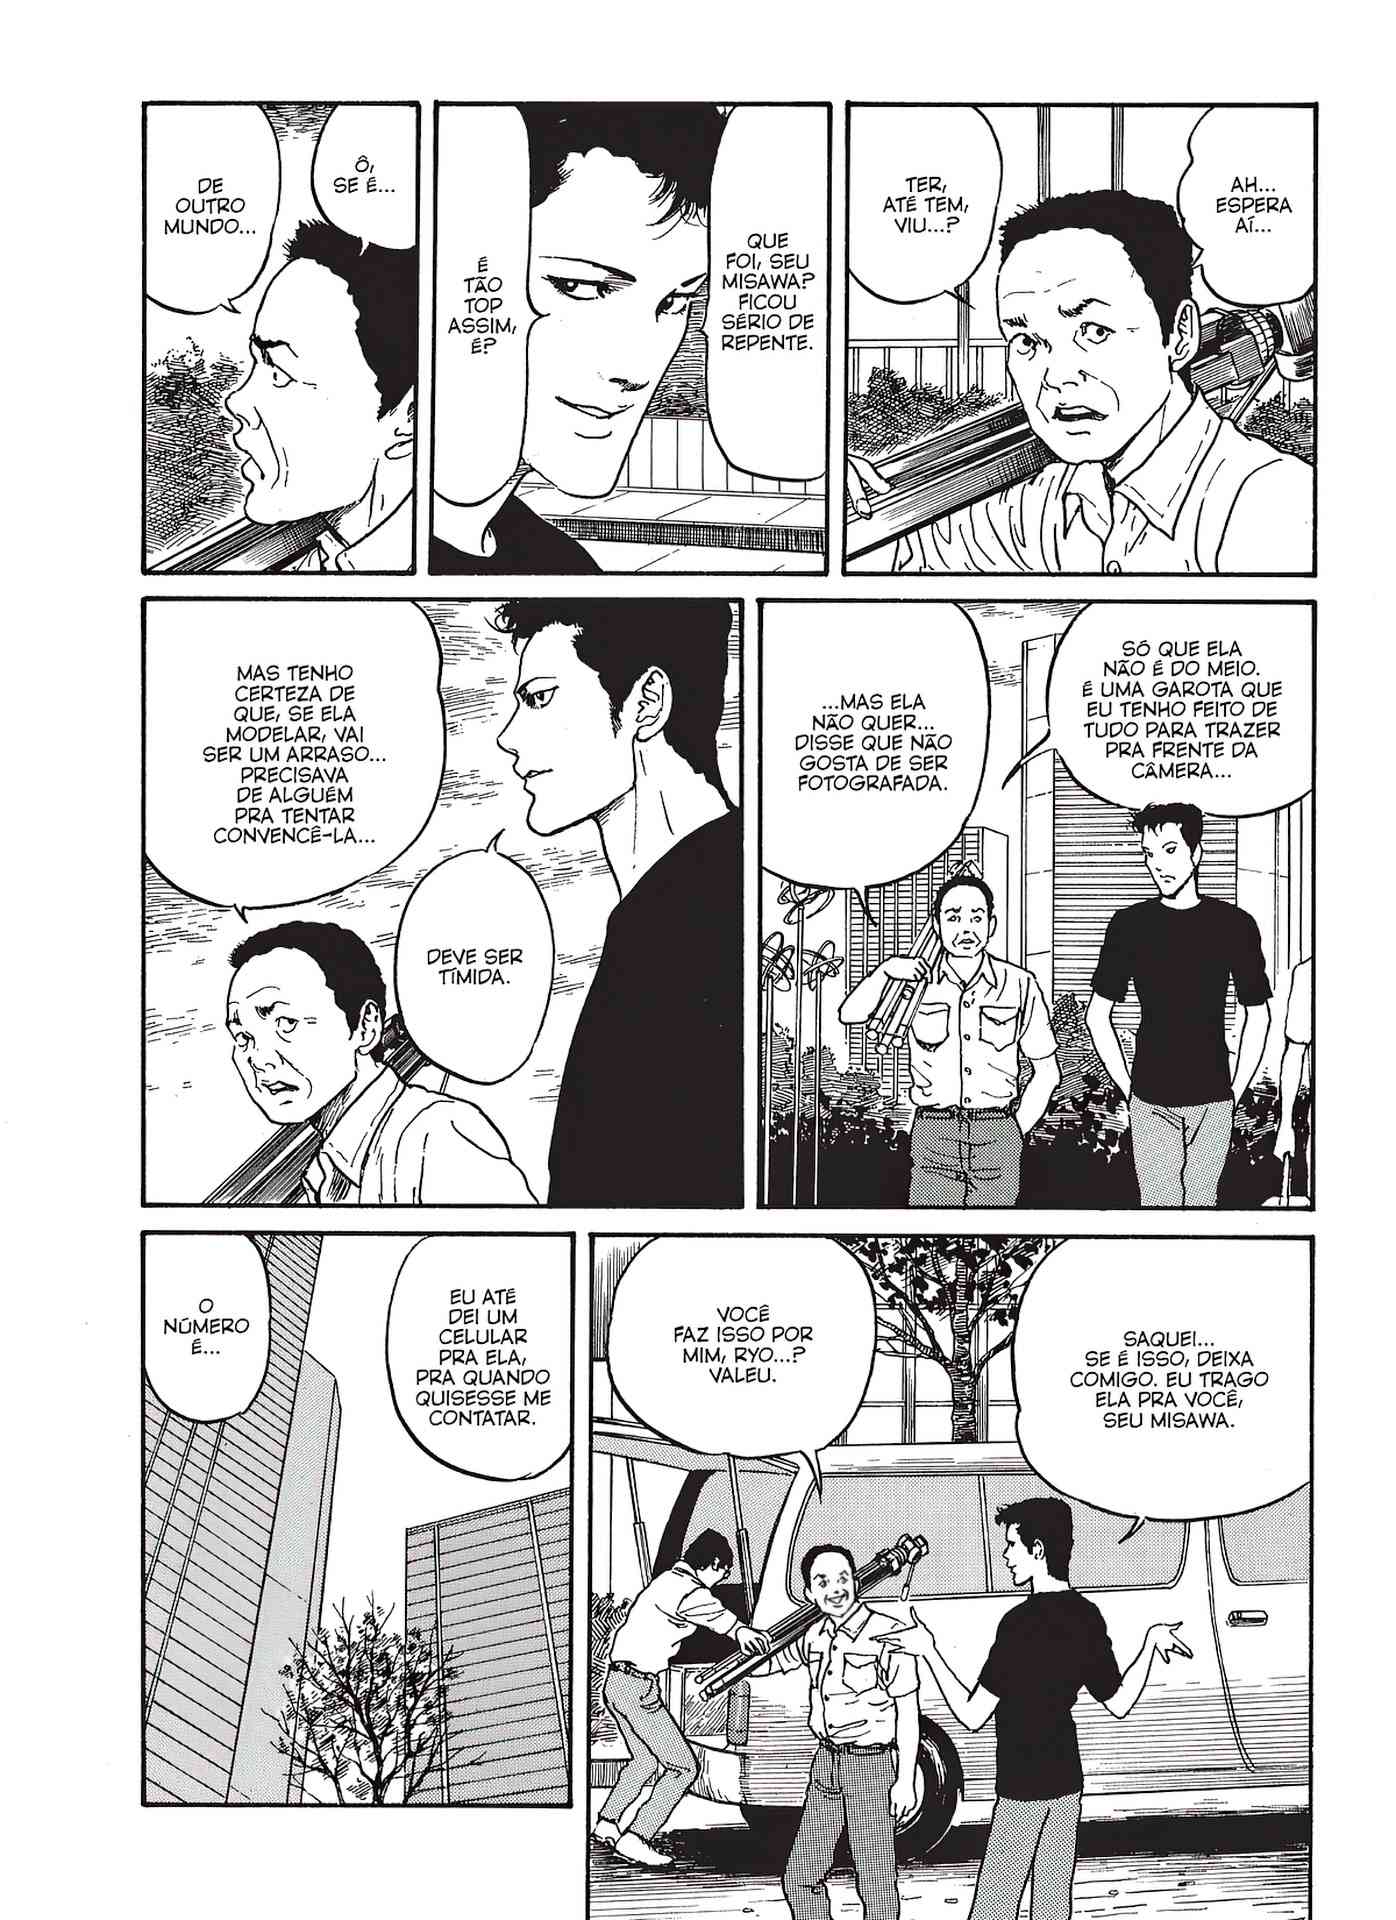 AH...
ESPERA
AÍ...
TER,
ATÉ TEM,
VIU...?
QUE
FOI, SEU
MISAWA?
FICOU
SÉRIO DE
REPENTE.
É
TÃO
TOP
ASSIM,
É?
Ô,
SE É...
DE
OUTRO
MUNDO...
SÓ QUE ELA
NÃO É DO MEIO.
É UMA GAROTA QUE
EU TENHO FEITO DE
TUDO PARA TRAZER
PRA FRENTE DA
CÂMERA...
...MAS ELA
NÃO QUER...
DISSE QUE NÃO
GOSTA DE SER
FOTOGRAFADA.
DEVE SER
TÍMIDA.
MAS TENHO
CERTEZA DE
QUE, SE ELA
MODELAR, VAI
SER UM ARRASO...
PRECISAVA
DE ALGUÉM
PRA TENTAR
CONVENCÊ-LA...
SAQUEI...
SE É ISSO, DEIXA
COMIGO. EU TRAGO
ELA PRA VOCÊ,
SEU MISAWA.
VOCÊ
FAZ ISSO POR
MIM, RYO...?
VALEU.
EU ATÉ
DEI UM
CELULAR
PRA ELA,
PRA QUANDO
QUISESSE ME
CONTATAR.
O
NÚMERO
É...